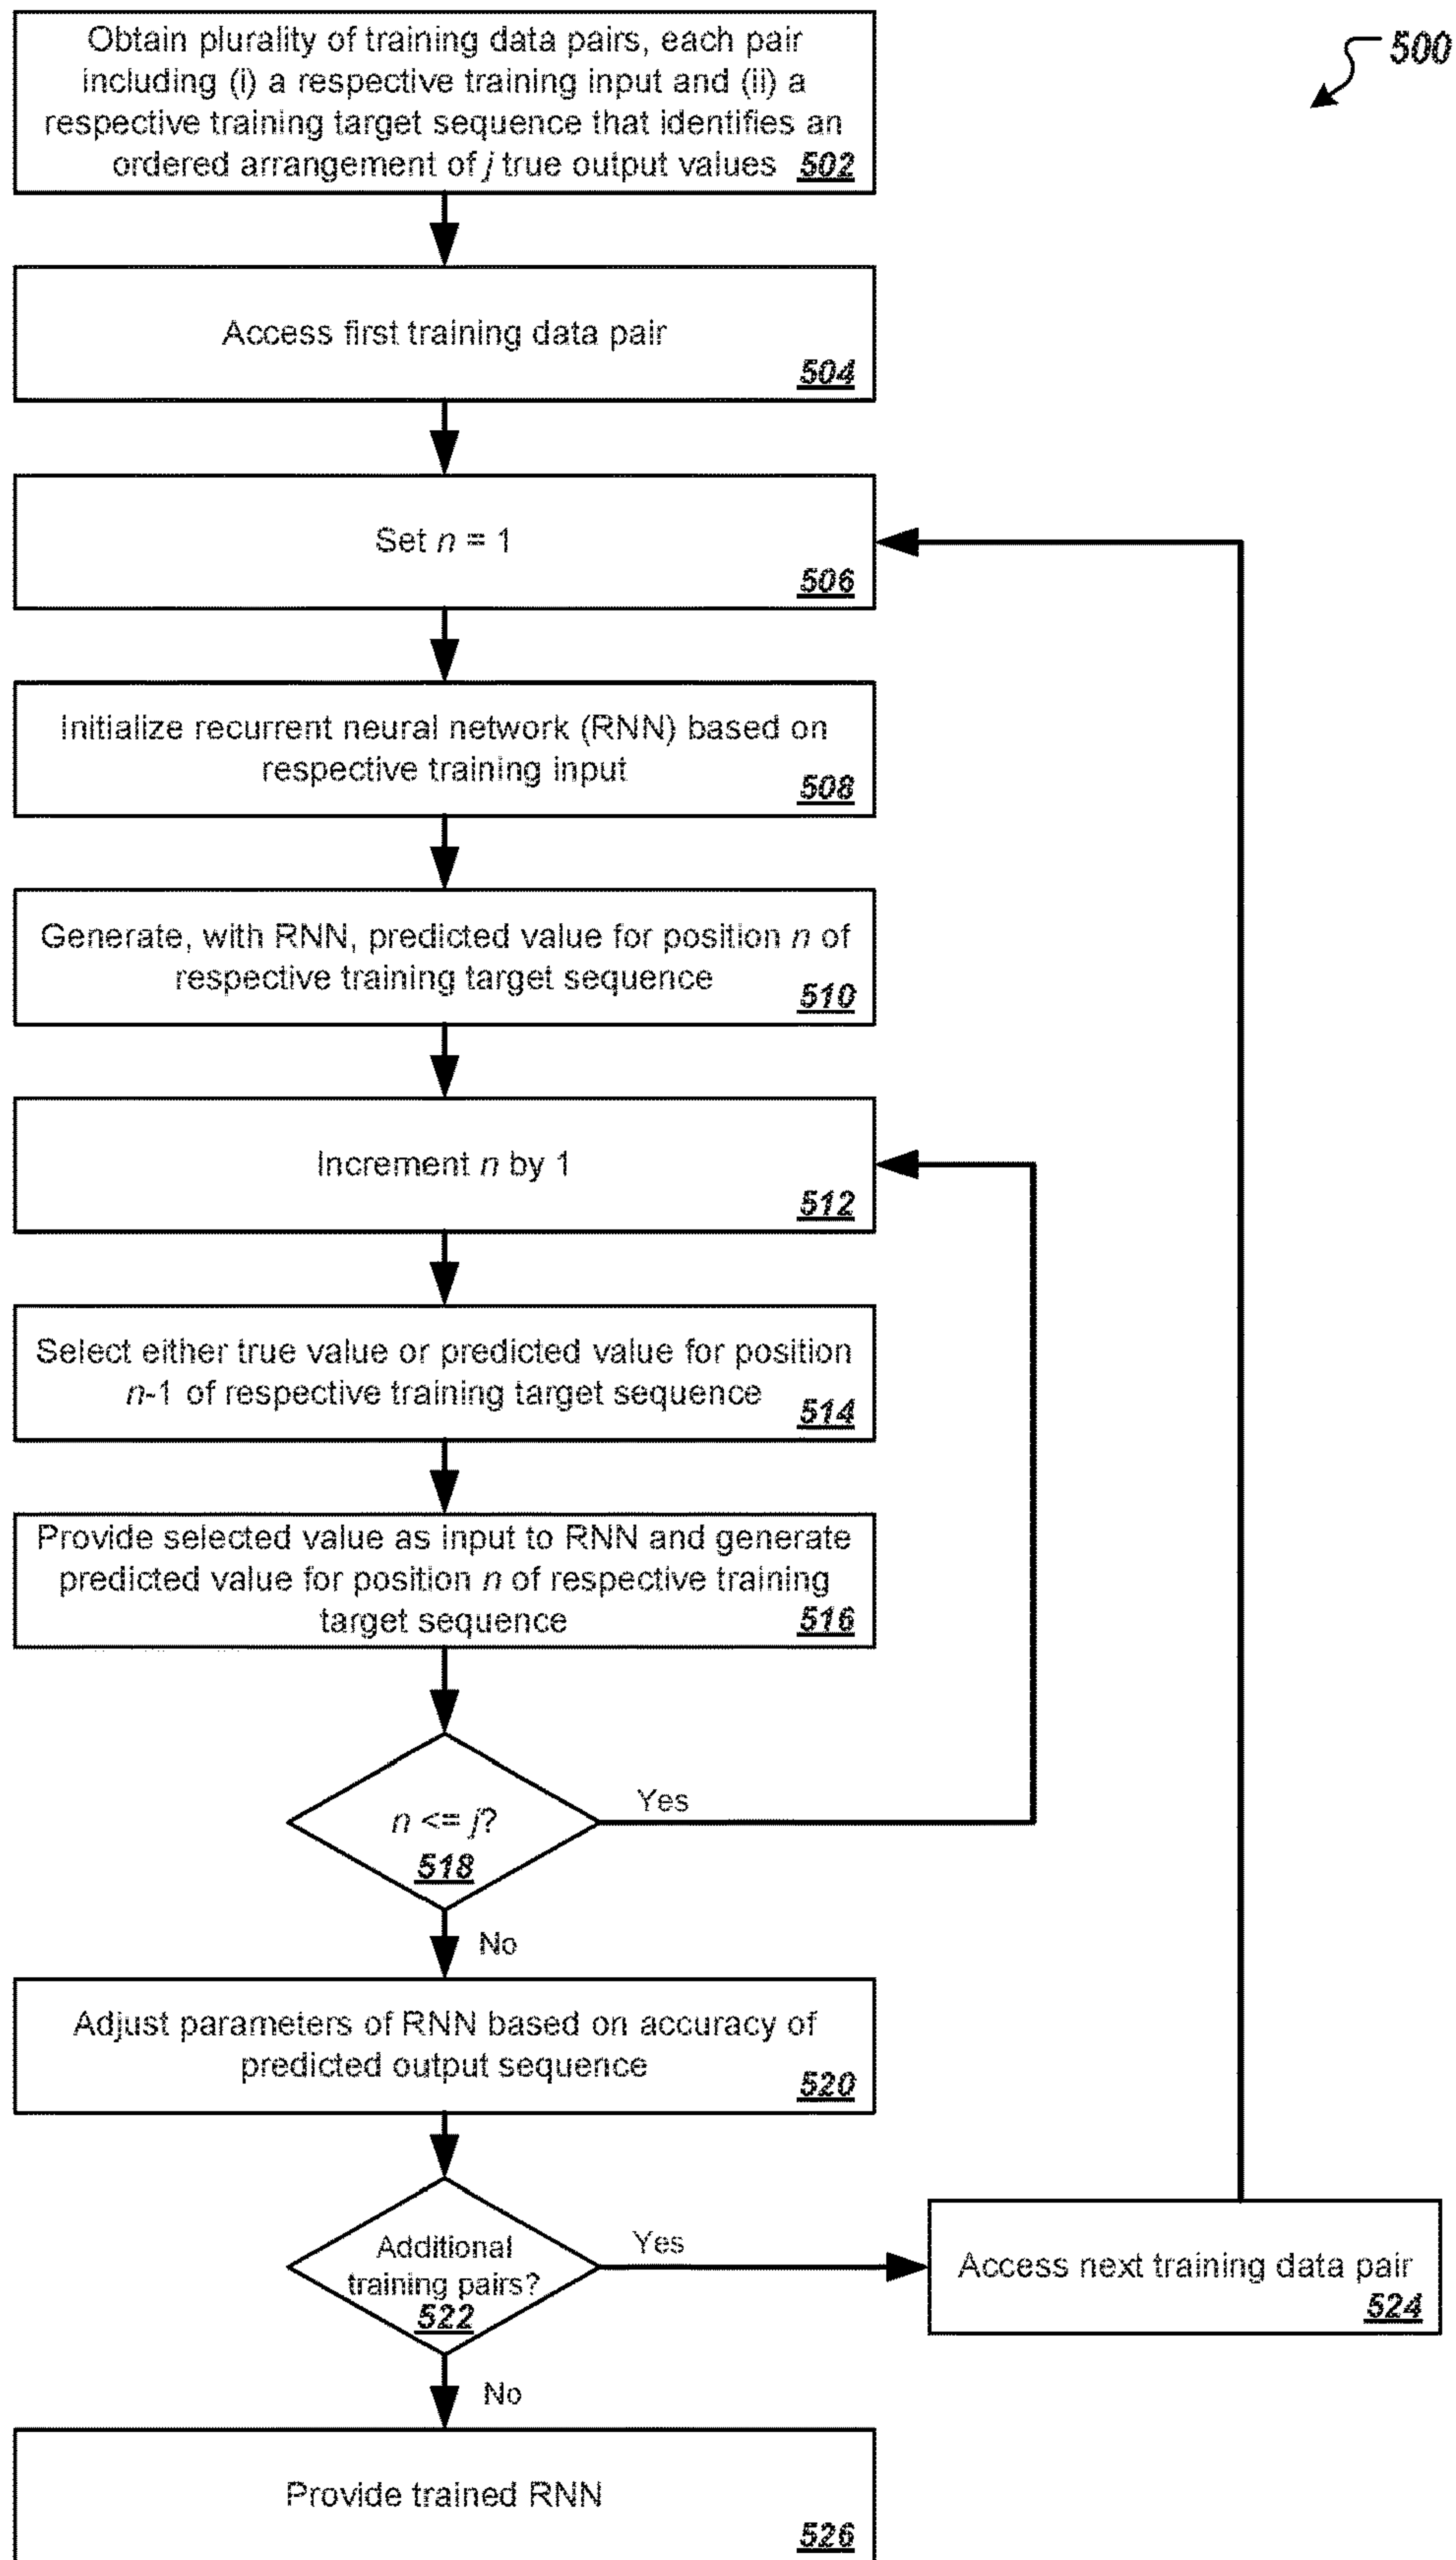 500
Obtain plurality of training data pairs, each pair
including (i) a respective training input and (ii) a
respective training target sequence that identifies an
ordered arrangement of j true output values 502
Access first training data pair
504
Set n = 1
506
Initialize recurrent neural network (RNN) based on
respective training input
508
Generate, with RNN, predicted value for position n of
respective training target sequence
510
Increment n by 1
512
Select either true value or predicted value for position
n-1 of respective training target sequence
514
Provide selected value as input to RNN and generate
predicted value for position n of respective training
target sequence
516
n <= j?
518
Yes
No
Adjust parameters of RNN based on accuracy of
predicted output sequence
520
Additional
training pairs?
522
Yes
Access next training data pair
524
No
Provide trained RNN
526